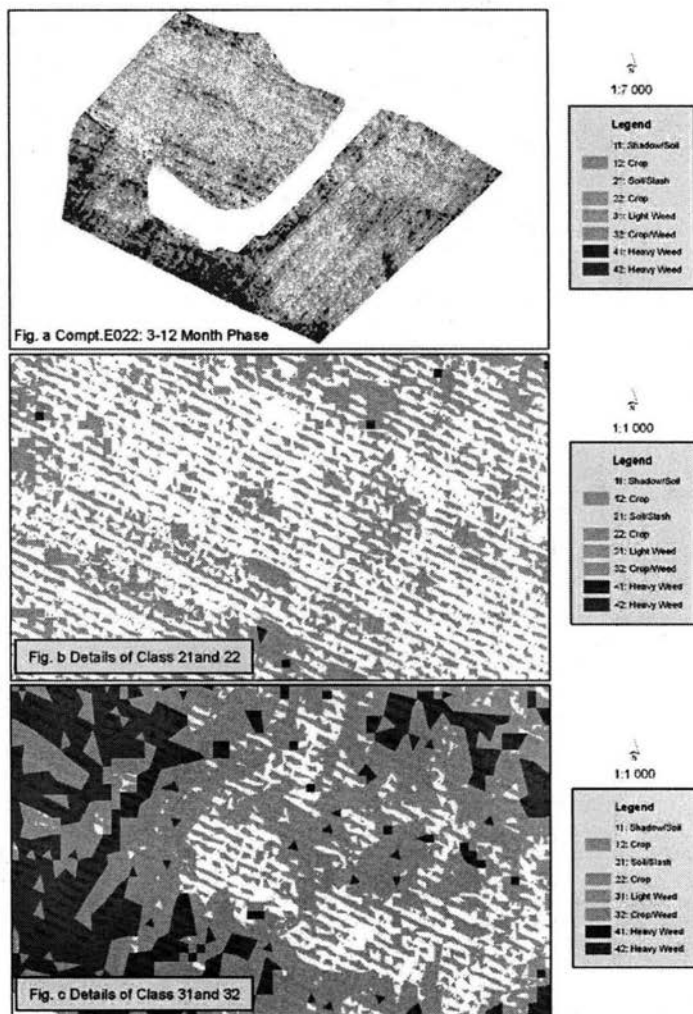 1:7 000
Legend
11: Shadow/Soil
12: Crop
21: Soil/Slash
22: Crop
31: Light Weed
32: Crop/Weed
41: Heavy Weed
42: Heavy Weed
Fig. a Compt.E022: 3-12 Month Phase
1:1 000
Legend
11: Shadow/Soil
12: Crop
21: Soil/Slash
22: Crop
31: Light Weed
32: Crop/Weed
41: Heavy Weed
42: Heavy Weed
Fig. b Details of Class 21and 22
1:1 000
Legend
11: Shadow/Soil
12: Crop
21: Soil/Slash
22: Crop
31: Light Weed
32: Crop/Weed
41: Heavy Weed
42: Heavy Weed
Fig. c Details of Class 31and 32